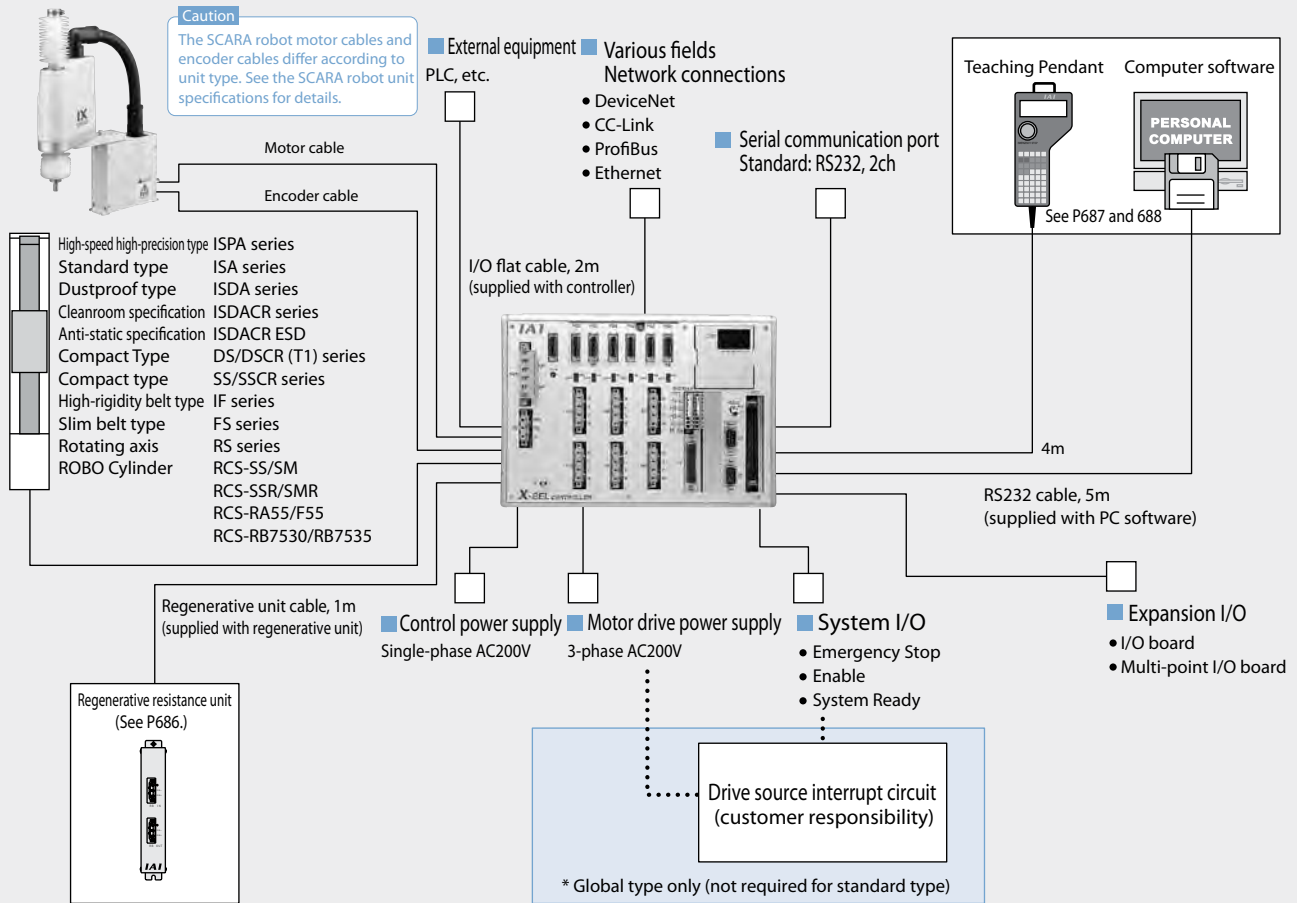 Caution
The SCARA robot motor cables and
encoder cables differ according to
unit type. See the SCARA robot unit
specifications for details.
IX
External equipment
PLC, etc.
Various fields
Network connections
• DeviceNet
• CC-Link
• ProfiBus
• Ethernet
Serial communication port
Standard: RS232, 2ch
Teaching Pendant
Computer software
IAI
PERSONAL
COMPUTER
See P687 and 688
Motor cable
Encoder cable
High-speed high-precision type ISPA series
Standard type ISA series
Dustproof type ISDA series
Cleanroom specification ISDACR series
Anti-static specification ISDACR ESD
Compact Type DS/DSCR (T1) series
Compact type SS/SSCR series
High-rigidity belt type IF series
Slim belt type FS series
Rotating axis RS series
ROBO Cylinder RCS-SS/SM
RCS-SSR/SMR
RCS-RA55/F55
RCS-RB7530/RB7535
I/O flat cable, 2m
(supplied with controller)
IAI
X-SEL CONTROLLER
4m
RS232 cable, 5m
(supplied with PC software)
Regenerative unit cable, 1m
(supplied with regenerative unit)
Control power supply
Single-phase AC200V
Motor drive power supply
3-phase AC200V
System I/O
• Emergency Stop
• Enable
• System Ready
Expansion I/O
• I/O board
• Multi-point I/O board
Regenerative resistance unit
(See P686.)
IAI
Drive source interrupt circuit
(customer responsibility)
* Global type only (not required for standard type)